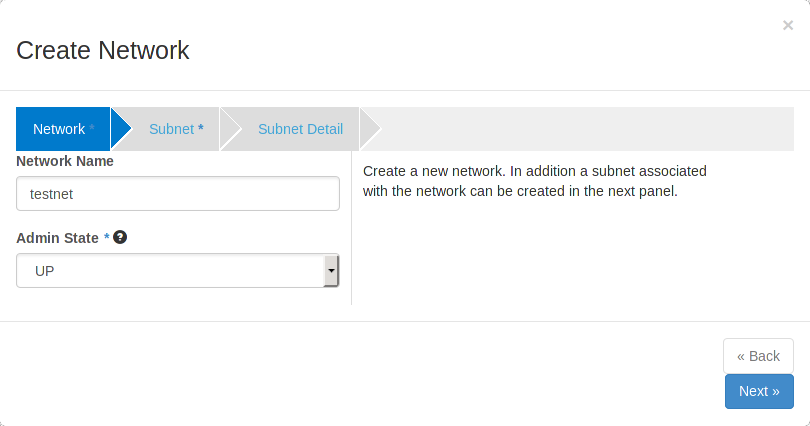 ×
Create Network
Network *
Subnet *
Subnet Detail
Network Name
testnet
Admin State * ?
UP
Create a new network. In addition a subnet associated
with the network can be created in the next panel.
« Back
Next »